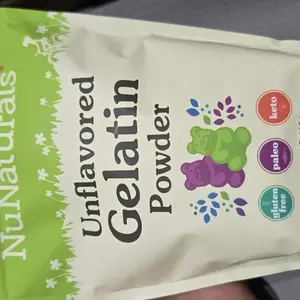 NuNaturals
Unflavored
Gelatin
Powder
keto
paleo
gluten
free